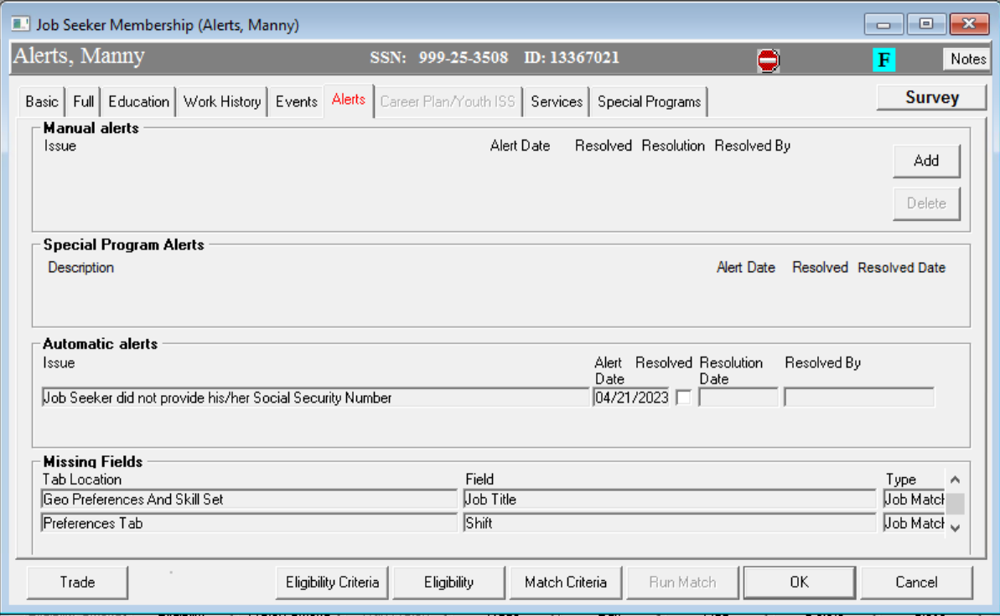 Job Seeker Membership (Alerts, Manny)
Alerts, Manny SSN: 999-25-3508 ID: 13367021 F Notes
Basic Full Education Work History Events Alerts Career Plan/Youth ISS Services Special Programs Survey
Manual alerts
Issue Alert Date Resolved Resolution Resolved By
Add
Delete
Special Program Alerts
Description Alert Date Resolved Resolved Date
Automatic alerts
Issue Alert Date Resolved Resolution Date Resolved By
Job Seeker did not provide his/her Social Security Number 04/21/2023
Missing Fields
Tab Location Field Type
Geo Preferences And Skill Set Job Title Job Match
Preferences Tab Shift Job Match
Trade Eligibility Criteria Eligibility Match Criteria Run Match OK Cancel